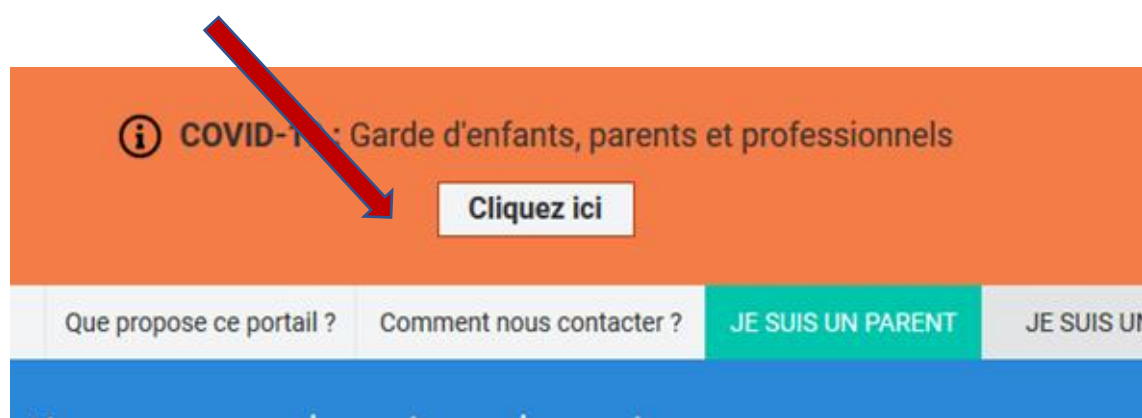 COVID-1 : Garde d'enfants, parents et professionnels
Cliquez ici
Que propose ce portail ? Comment nous contacter ? JE SUIS UN PARENT JE SUIS UN